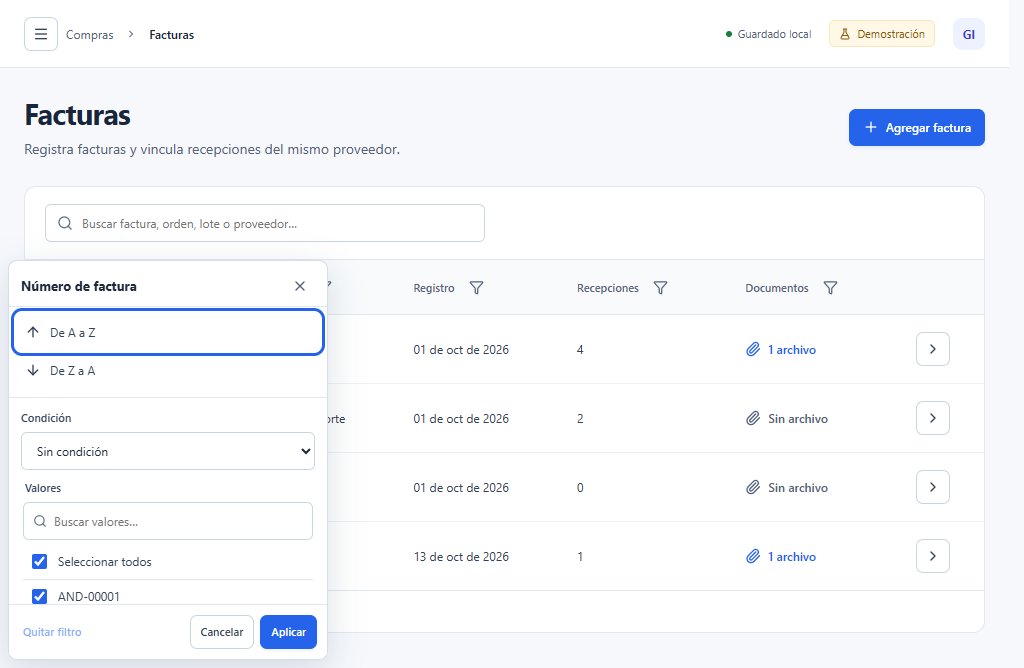 Compras > Facturas
Guardado local
Demostración
GI
Facturas
Registra facturas y vincula recepciones del mismo proveedor.
+ Agregar factura
Buscar factura, orden, lote o proveedor...
Número de factura
De A a Z
De Z a A
Condición
Sin condición
Valores
Buscar valores...
Seleccionar todos
AND-00001
Quitar filtro
Cancelar
Aplicar
Registro Recepciones Documentos
01 de oct de 2026 4 1 archivo
01 de oct de 2026 2 Sin archivo
01 de oct de 2026 0 Sin archivo
13 de oct de 2026 1 1 archivo